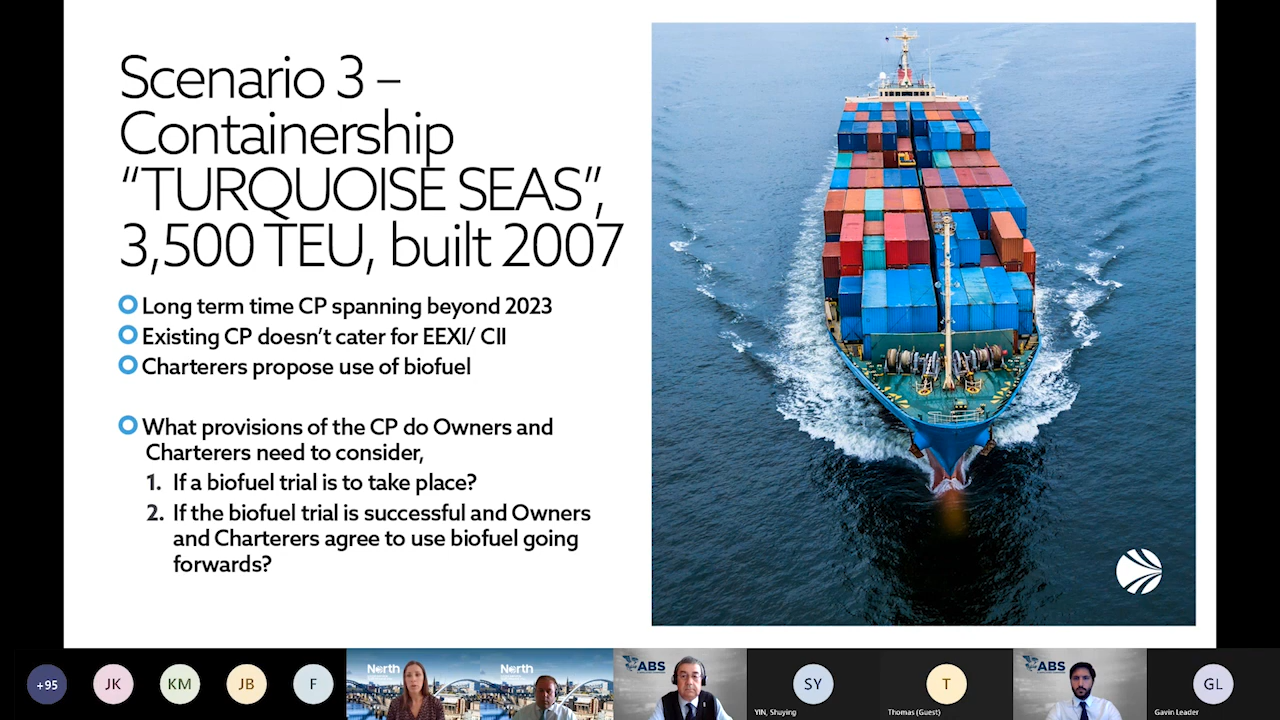 Scenario 3 –
Containership
“TURQUOISE SEAS”,
3,500 TEU, built 2007
Long term time CP spanning beyond 2023
Existing CP doesn’t cater for EEXI/ CII
Charterers propose use of biofuel
What provisions of the CP do Owners and
Charterers need to consider,
1. If a biofuel trial is to take place?
2. If the biofuel trial is successful and Owners
and Charterers agree to use biofuel going
forwards?
+95
JK
KM
JB
F
North
North
ABS
SY
YIN, Shuying
T
Thomas (Guest)
ABS
GL
Gavin Leader